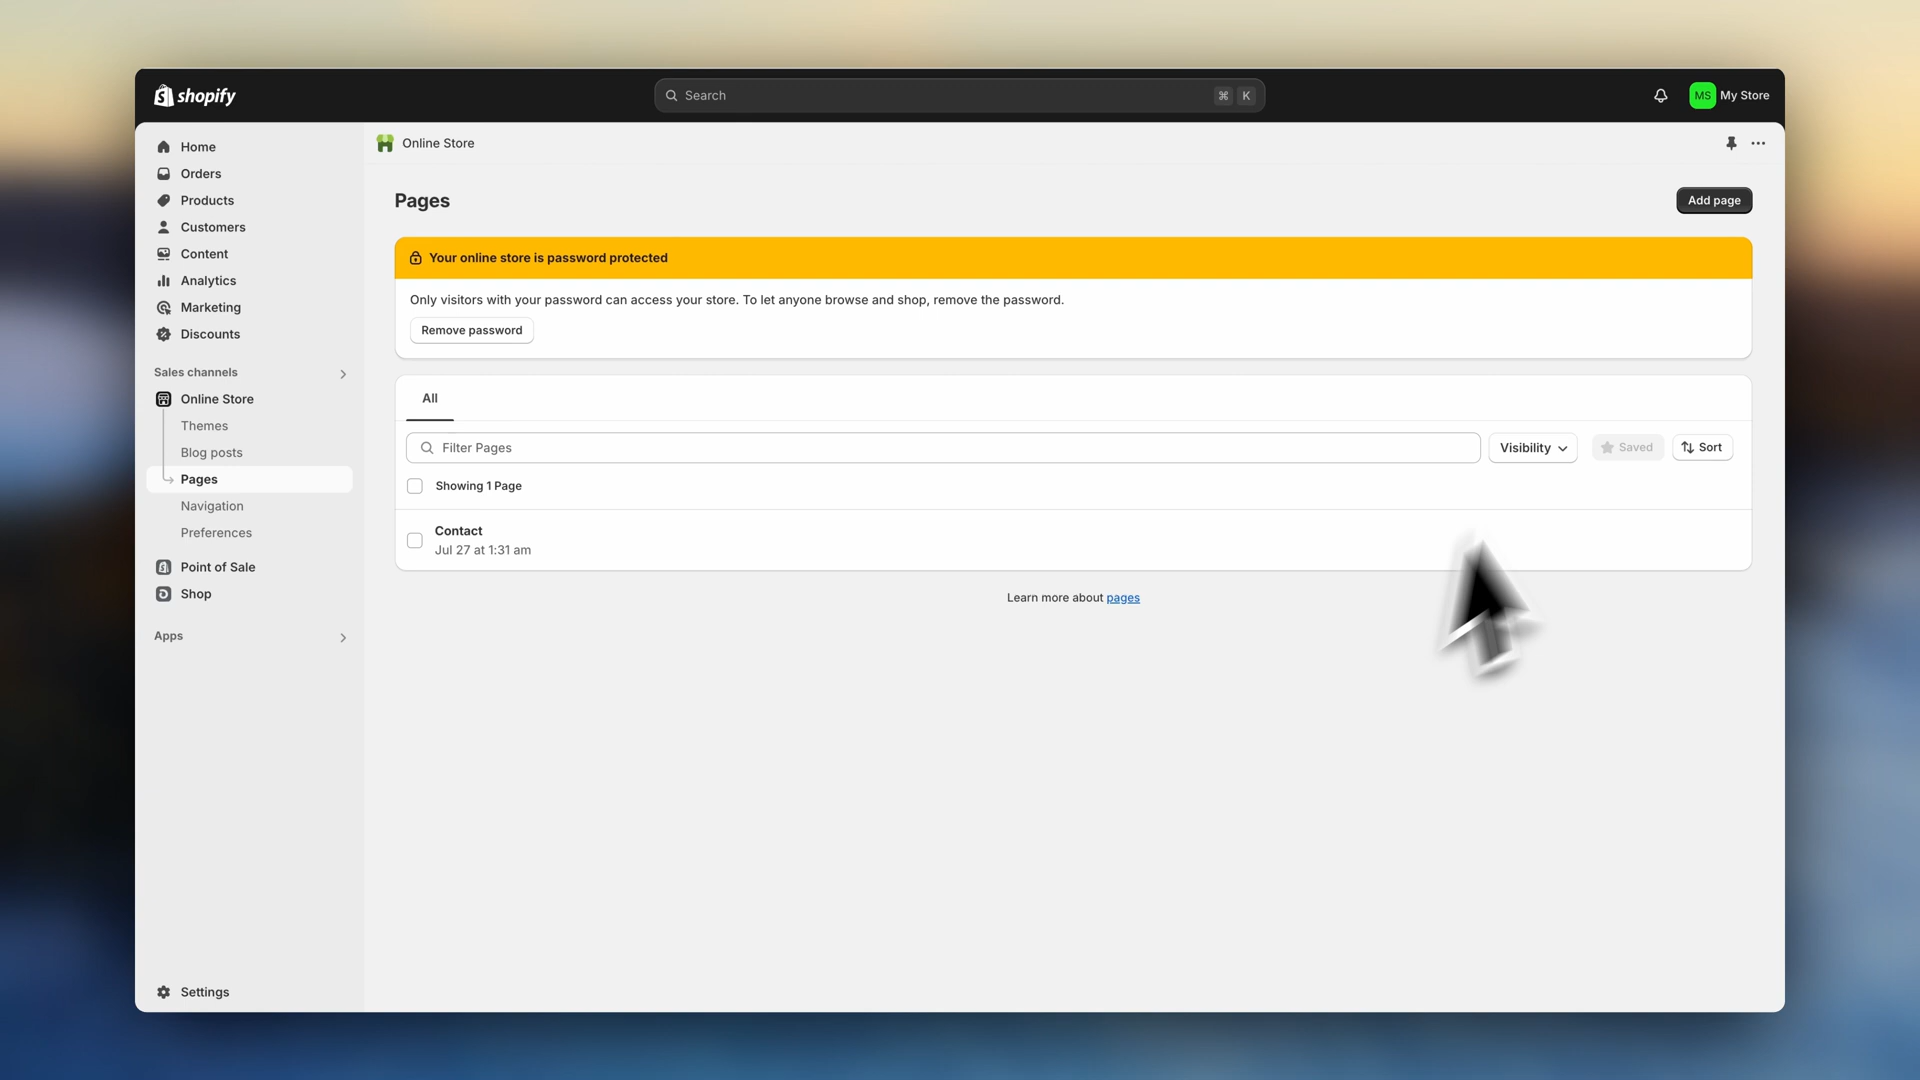 shopify
Search
⌘ K
MS My Store
Home
Orders
Products
Customers
Content
Analytics
Marketing
Discounts
Sales channels
Online Store
Themes
Blog posts
Pages
Navigation
Preferences
Point of Sale
Shop
Apps
Settings
Online Store
Pages
Add page
Your online store is password protected
Only visitors with your password can access your store. To let anyone browse and shop, remove the password.
Remove password
All
Filter Pages
Visibility
Saved
Sort
Showing 1 Page
Contact
Jul 27 at 1:31 am
Learn more about pages